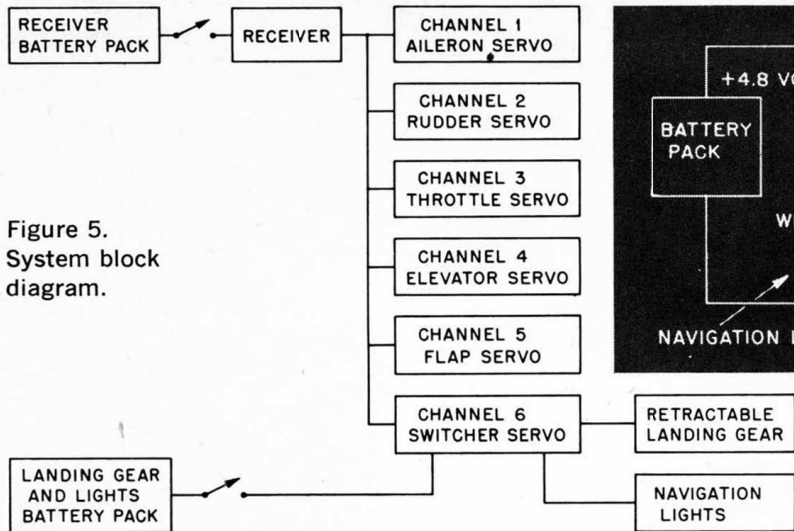 RECEIVER
BATTERY PACK
RECEIVER
CHANNEL 1
AILERON SERVO
CHANNEL 2
RUDDER SERVO
CHANNEL 3
THROTTLE SERVO
CHANNEL 4
ELEVATOR SERVO
CHANNEL 5
FLAP SERVO
CHANNEL 6
SWITCHER SERVO
RETRACTABLE
LANDING GEAR
NAVIGATION
LIGHTS
LANDING GEAR
AND LIGHTS
BATTERY PACK
Figure 5.
System block
diagram.
+4.8
BATTERY
PACK
NAVIGATION